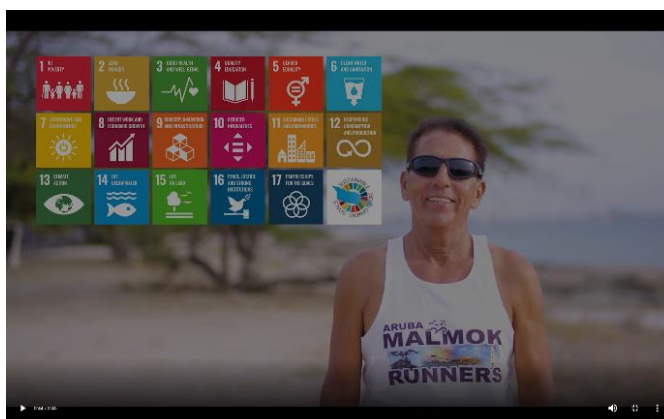 1 NO
POVERTY
2 ZERO
HUNGER
3 GOOD HEALTH
AND WELL-BEING
4 QUALITY
EDUCATION
5 GENDER
EQUALITY
6 CLEAN WATER
AND SANITATION
7 AFFORDABLE AND
CLEAN ENERGY
8 DECENT WORK AND
ECONOMIC GROWTH
9 INDUSTRY, INNOVATION
AND INFRASTRUCTURE
10 REDUCED
INEQUALITIES
11 SUSTAINABLE CITIES
AND COMMUNITIES
12 RESPONSIBLE
CONSUMPTION
AND PRODUCTION
13 CLIMATE
ACTION
14 LIFE
BELOW WATER
15 LIFE
ON LAND
16 PEACE, JUSTICE
AND STRONG
INSTITUTIONS
17 PARTNERSHIPS
FOR THE GOALS
ARUBA
MALMOK
RUNNERS